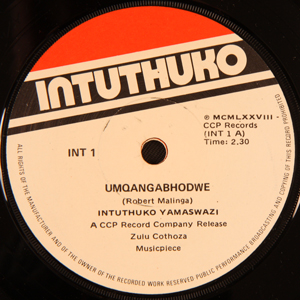 INTUTHUKO
℗ MCMLXXVIII -
CCP Records
(INT 1 A)
Time: 2,30
INT 1
UMQANGABHODWE
(Robert Malinga)
INTUTHUKO YAMASWAZI
A CCP Record Company Release
Zulu Cothoza
Musicpiece
ALL RIGHTS OF THE MANUFACTURER AND OF THE OWNER OF THE RECORDED WORK RESERVED PUBLIC PERFORMANCE BROADCASTING AND COPYING OF THIS RECORD PROHIBITED